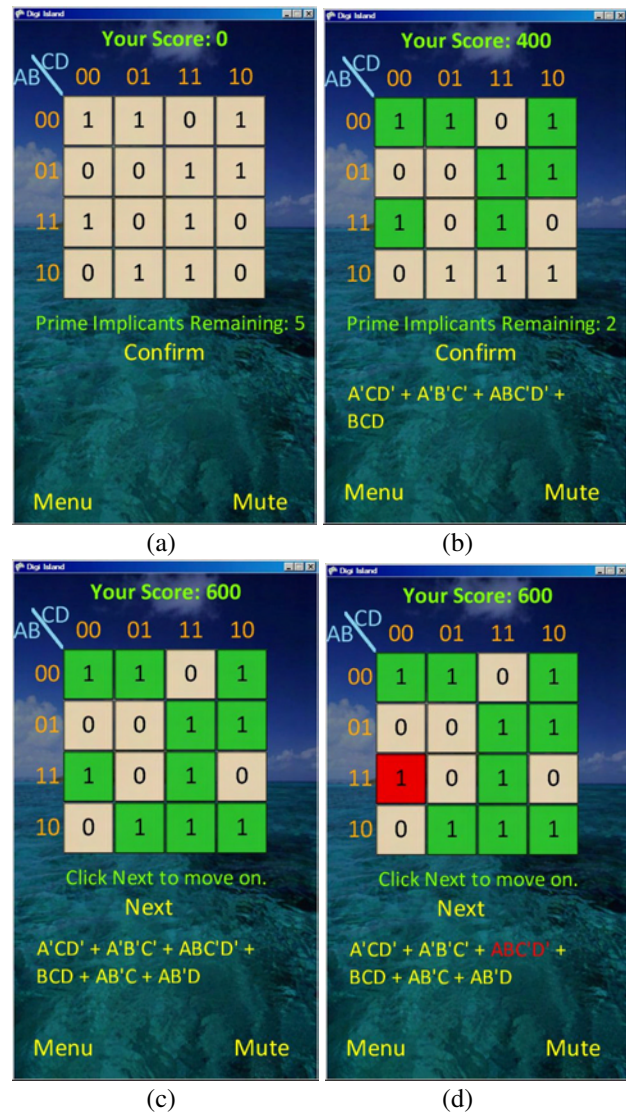 Digi Island
Your Score: 0
CD
AB 00 01 11 10
00 1 1 0 1
01 0 0 1 1
11 1 0 1 0
10 0 1 1 0
Prime Implicants Remaining: 5
Confirm
Menu Mute
(a)
Digi Island
Your Score: 400
CD
AB 00 01 11 10
00 1 1 0 1
01 0 0 1 1
11 1 0 1 0
10 0 1 1 1
Prime Implicants Remaining: 2
Confirm
A'CD' + A'B'C' + ABC'D' +
BCD
Menu Mute
(b)
Digi Island
Your Score: 600
CD
AB 00 01 11 10
00 1 1 0 1
01 0 0 1 1
11 1 0 1 0
10 0 1 1 1
Click Next to move on.
Next
A'CD' + A'B'C' + ABC'D' +
BCD + AB'C + AB'D
Menu Mute
(c)
Digi Island
Your Score: 600
CD
AB 00 01 11 10
00 1 1 0 1
01 0 0 1 1
11 1 0 1 0
10 0 1 1 1
Click Next to move on.
Next
A'CD' + A'B'C' + ABC'D' +
BCD + AB'C + AB'D
Menu Mute
(d)